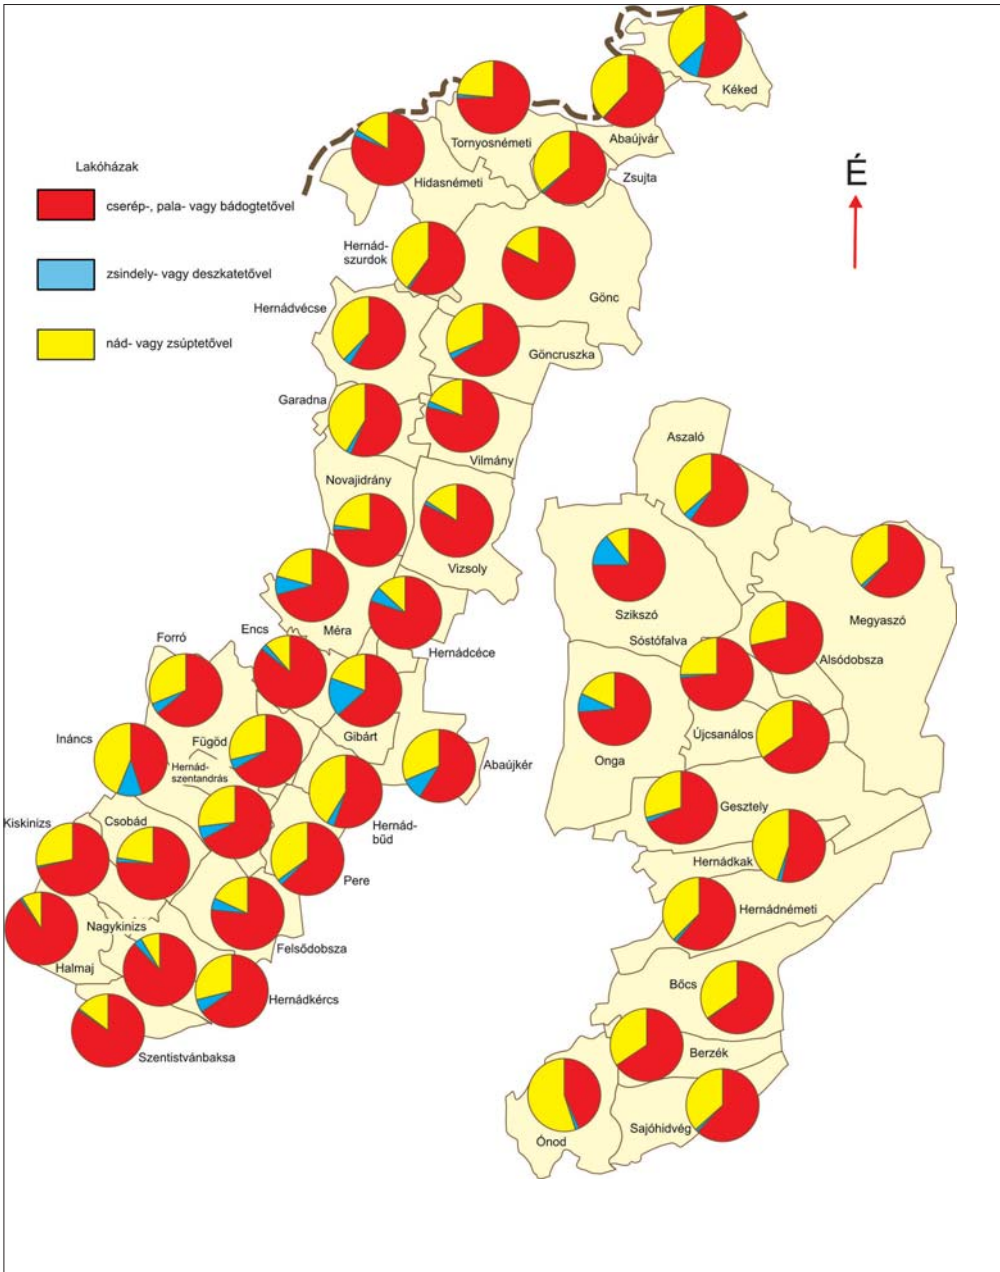 Kéked
Abaújvár
Tornyosnémeti
Zsujta
Hidasnémeti
Lakóházak
cserép-, pala- vagy bádogtetővel
zsindely- vagy deszkatetővel
nád- vagy zsúptetővel
É
Hernád-
szurdok
Gönc
Hernádvécse
Göncruszka
Garadna
Vilmány
Aszaló
Novajidrány
Vizsoly
Szikszó
Megyaszó
Méra
Encs
Forró
Hernádcéce
Sóstófalva
Alsódobsza
Ináncs
Fügöd
Gibárt
Abaújkér
Onga
Újcsanálos
Hernád-
szentandrás
Kiskinizs
Csobád
Hernád-
bűd
Gesztely
Hernádkak
Pere
Hernádnémeti
Nagykinizs
Felsődobsza
Halmaj
Hernádkércs
Szentistvánbaksa
Bőcs
Berzék
Ónod
Sajóhidvég